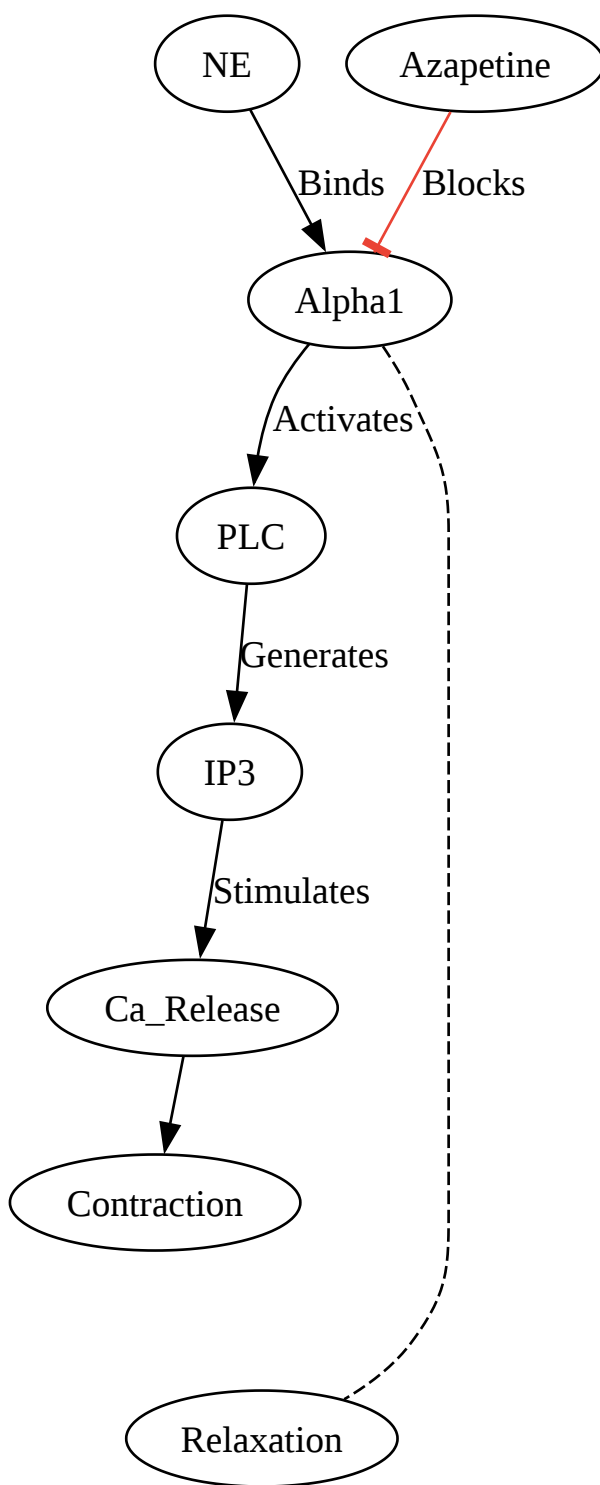 NE
Azapetine
Binds
Blocks
Alpha1
Activates
PLC
Generates
IP3
Stimulates
Ca_Release
Contraction
Relaxation